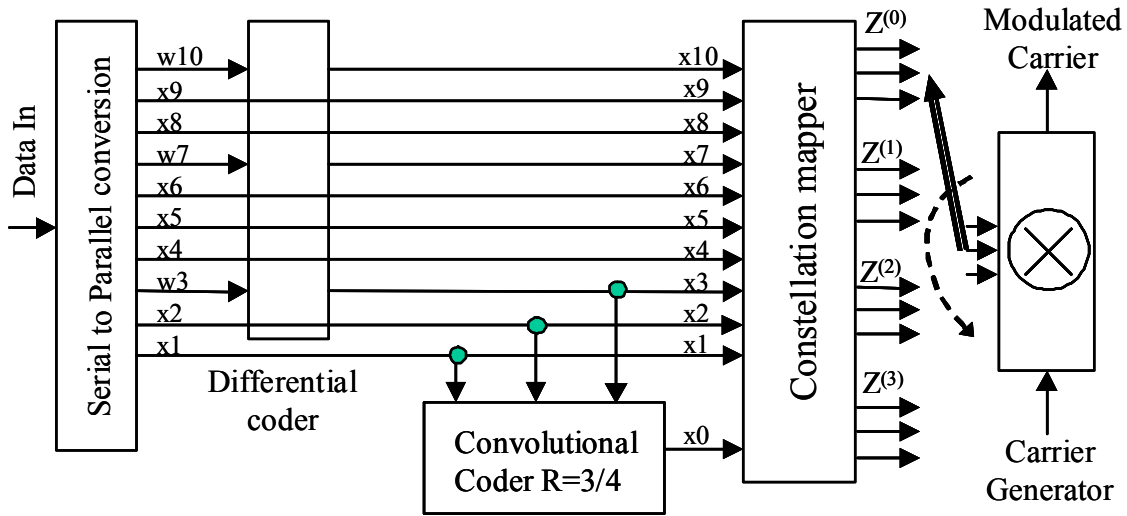 Data In
Serial to Parallel conversion
w10
x9
x8
w7
x6
x5
x4
w3
x2
x1
Differential
coder
x10
x9
x8
x7
x6
x5
x4
x3
x2
x1
Convolutional
Coder R=3/4
x0
Constellation mapper
Z(0)
Z(1)
Z(2)
Z(3)
Modulated
Carrier
Carrier
Generator